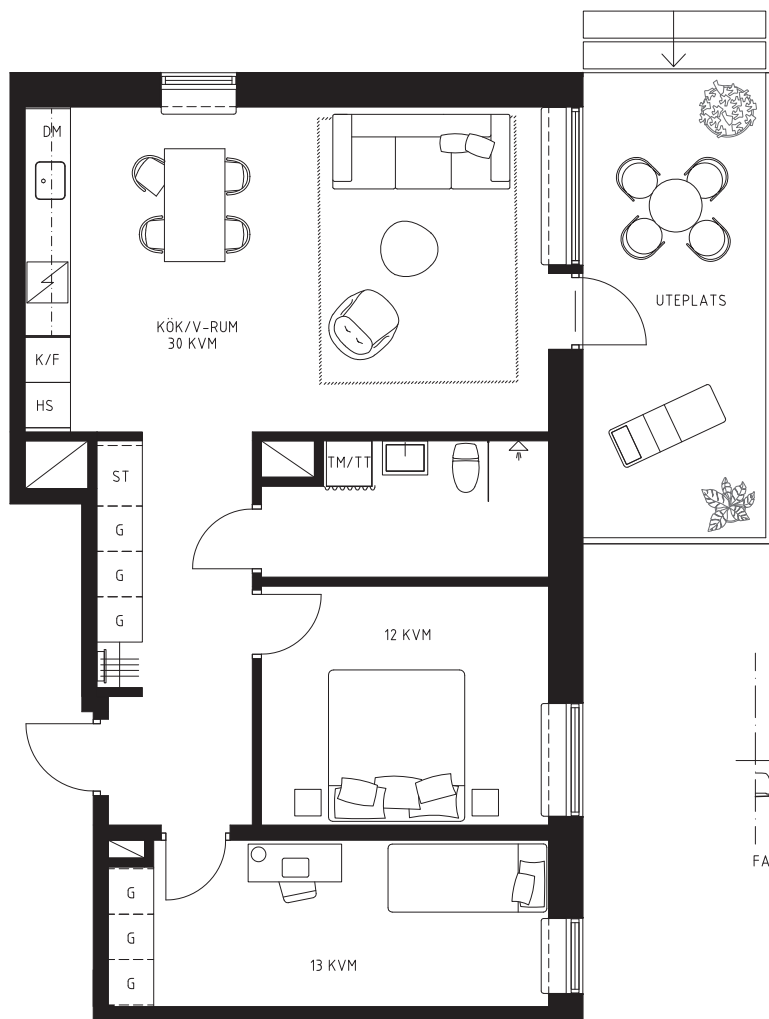 DM
KÖK/V-RUM
30 KVM
UTEPLATS
K/F
HS
TM/TT
ST
G
G
G
12 KVM
FA
G
G
G
13 KVM